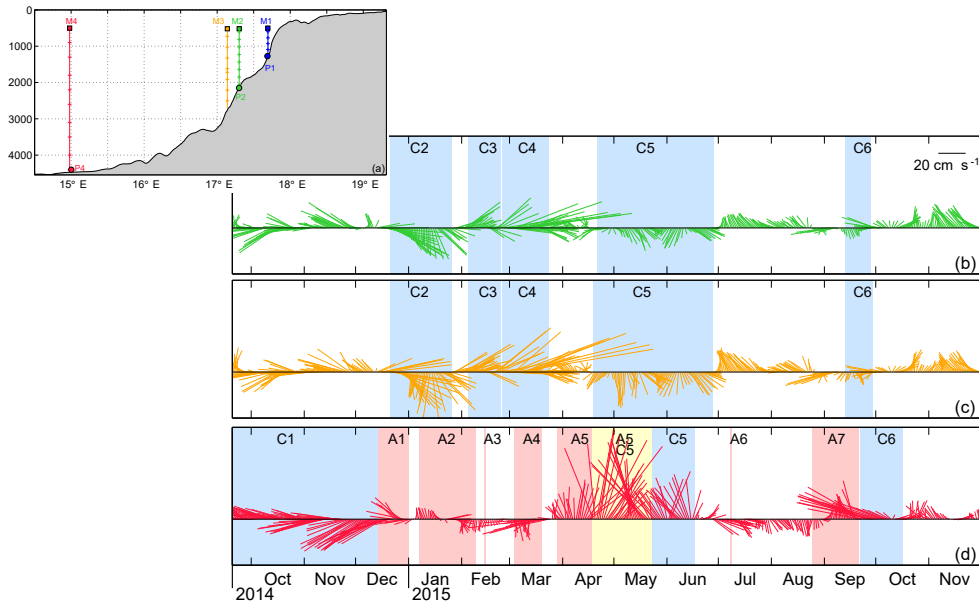 0
1000
2000
3000
4000
M4
M3
M2
M1
P1
P2
P4
(a)
15° E
16° E
17° E
18° E
19° E
C2
C3
C4
C5
C6
20 cm s⁻¹
(b)
C2
C3
C4
C5
C6
(c)
C1
A1
A2
A3
A4
A5
A5
C5
C5
A6
A7
C6
(d)
Oct
Nov
Dec
Jan
Feb
Mar
Apr
May
Jun
Jul
Aug
Sep
Oct
Nov
2014
2015